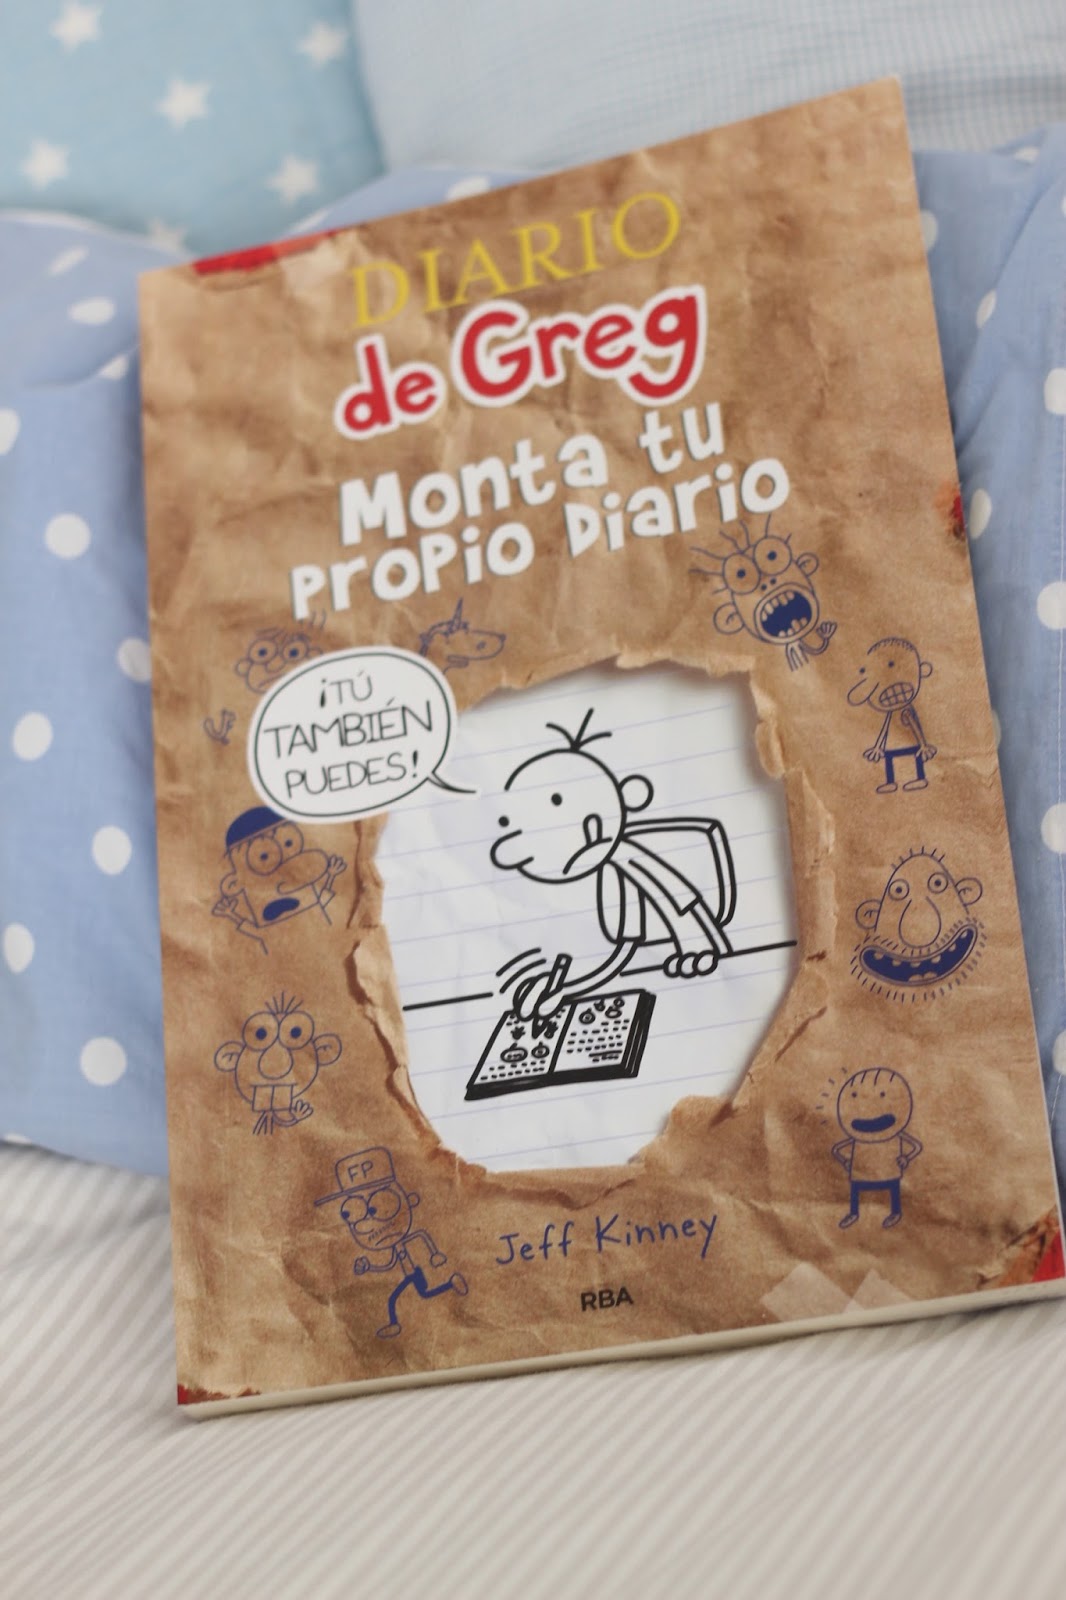 DIARIO
de Greg
Monta tu
propio Diario
¡TÚ
TAMBIÉN
PUEDES!
FP
Jeff Kinney
RBA